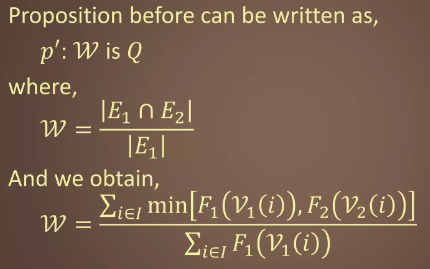 Proposition before can be written as,
p′: 𝒲 is Q
where,
𝒲 = |E₁ ∩ E₂| / |E₁|
And we obtain,
𝒲 = ∑_{i∈I} min[F₁(𝒱₁(i)), F₂(𝒱₂(i))] / ∑_{i∈I} F₁(𝒱₁(i))